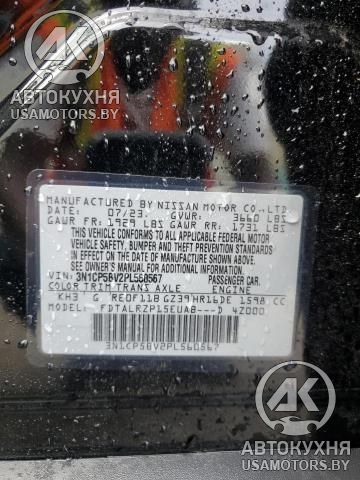 AK
АВТОКУХНЯ
USAMOTORS.BY
MANUFACTURED BY NISSAN MOTOR CO.,LTD.
DATE: 07/23 GVWR: 3660 LBS
GAWR FR: 1929 LBS GAWR RR: 1731 LBS
THIS VEHICLE CONFORMS TO ALL APPLICABLE FEDERAL MOTOR
VEHICLE SAFETY, BUMPER AND THEFT PREVENTION STANDARDS
IN EFFECT ON THE DATE OF MANUFACTURE SHOWN ABOVE.
SEE OWNER'S MANUAL FOR ADDITIONAL INFORMATION.
VIN: 3N1CP5BV2PL560567 PASSENGER CAR.
COLOR TRIM TRANS AXLE ENGINE
KH3 G RE0F11B GZ39 HR16DE 1598 CC
MODEL: FDTALRZP15EUAB---D 4Z000
3N1CP5BV2PL560567
AK
АВТОКУХНЯ
USAMOTORS.BY